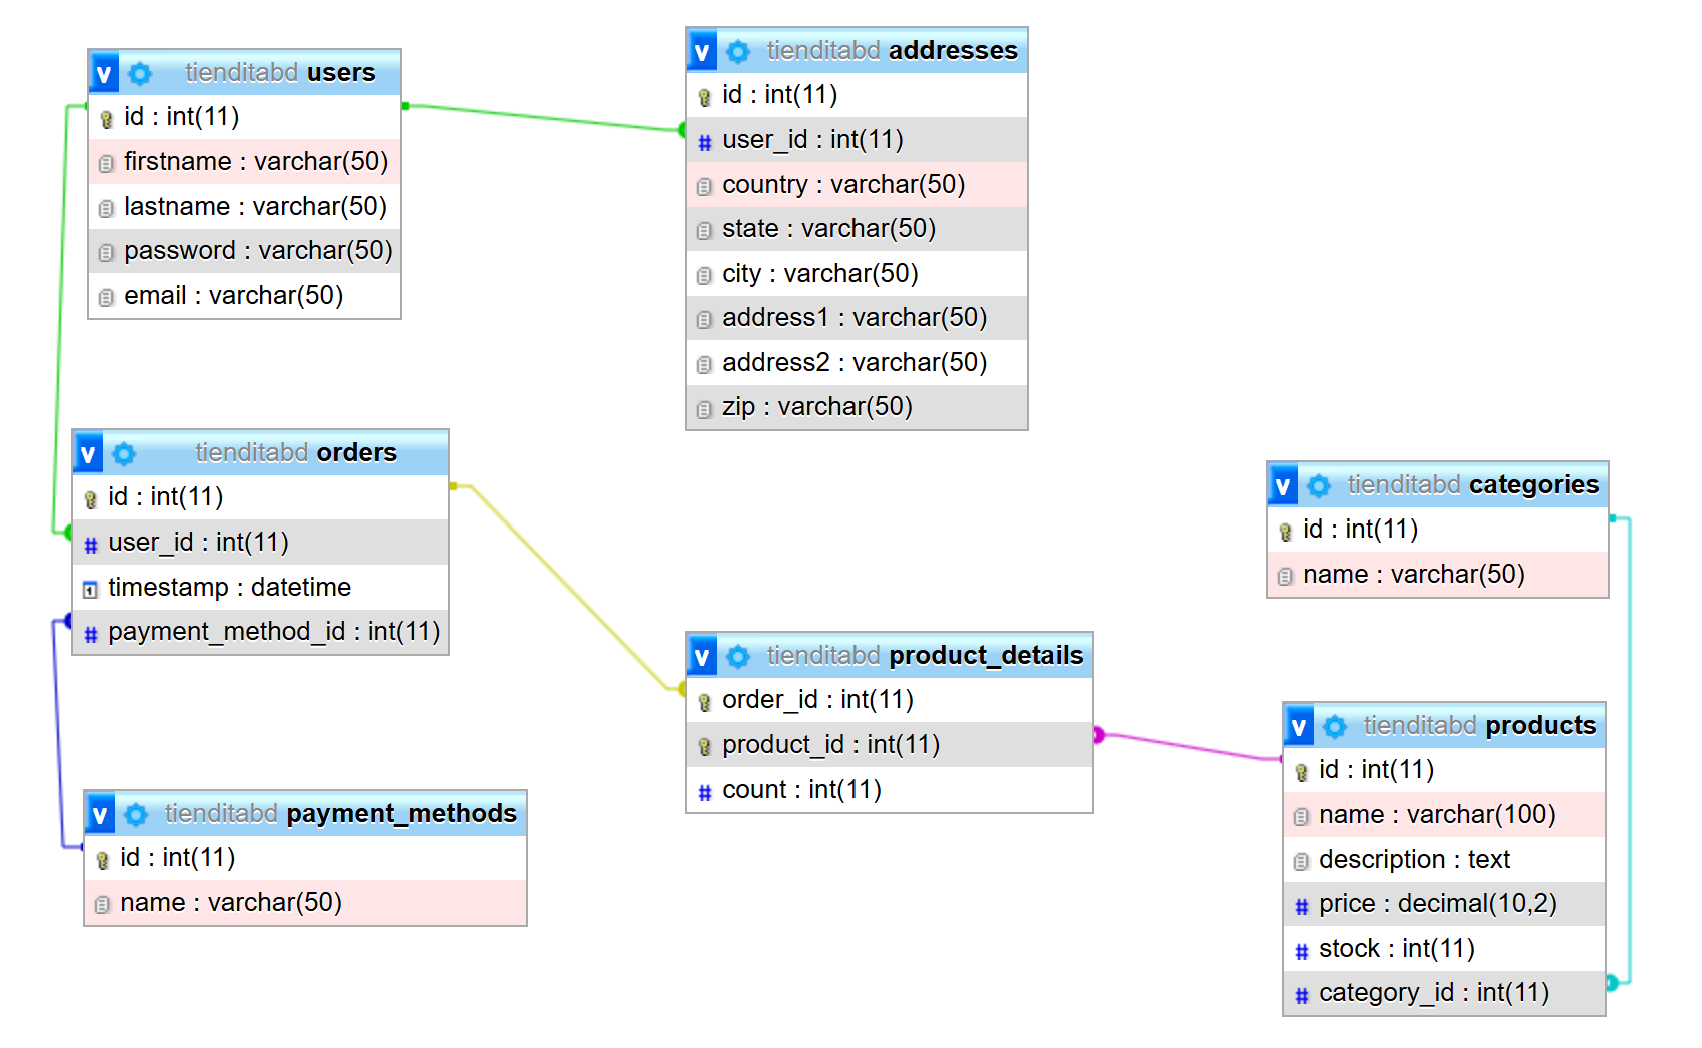 v tienditabd users
id : int(11)
firstname : varchar(50)
lastname : varchar(50)
password : varchar(50)
email : varchar(50)
v tienditabd addresses
id : int(11)
# user_id : int(11)
country : varchar(50)
state : varchar(50)
city : varchar(50)
address1 : varchar(50)
address2 : varchar(50)
zip : varchar(50)
v tienditabd orders
id : int(11)
# user_id : int(11)
timestamp : datetime
# payment_method_id : int(11)
v tienditabd categories
id : int(11)
name : varchar(50)
v tienditabd product_details
order_id : int(11)
product_id : int(11)
# count : int(11)
v tienditabd products
id : int(11)
name : varchar(100)
description : text
# price : decimal(10,2)
# stock : int(11)
# category_id : int(11)
v tienditabd payment_methods
id : int(11)
name : varchar(50)